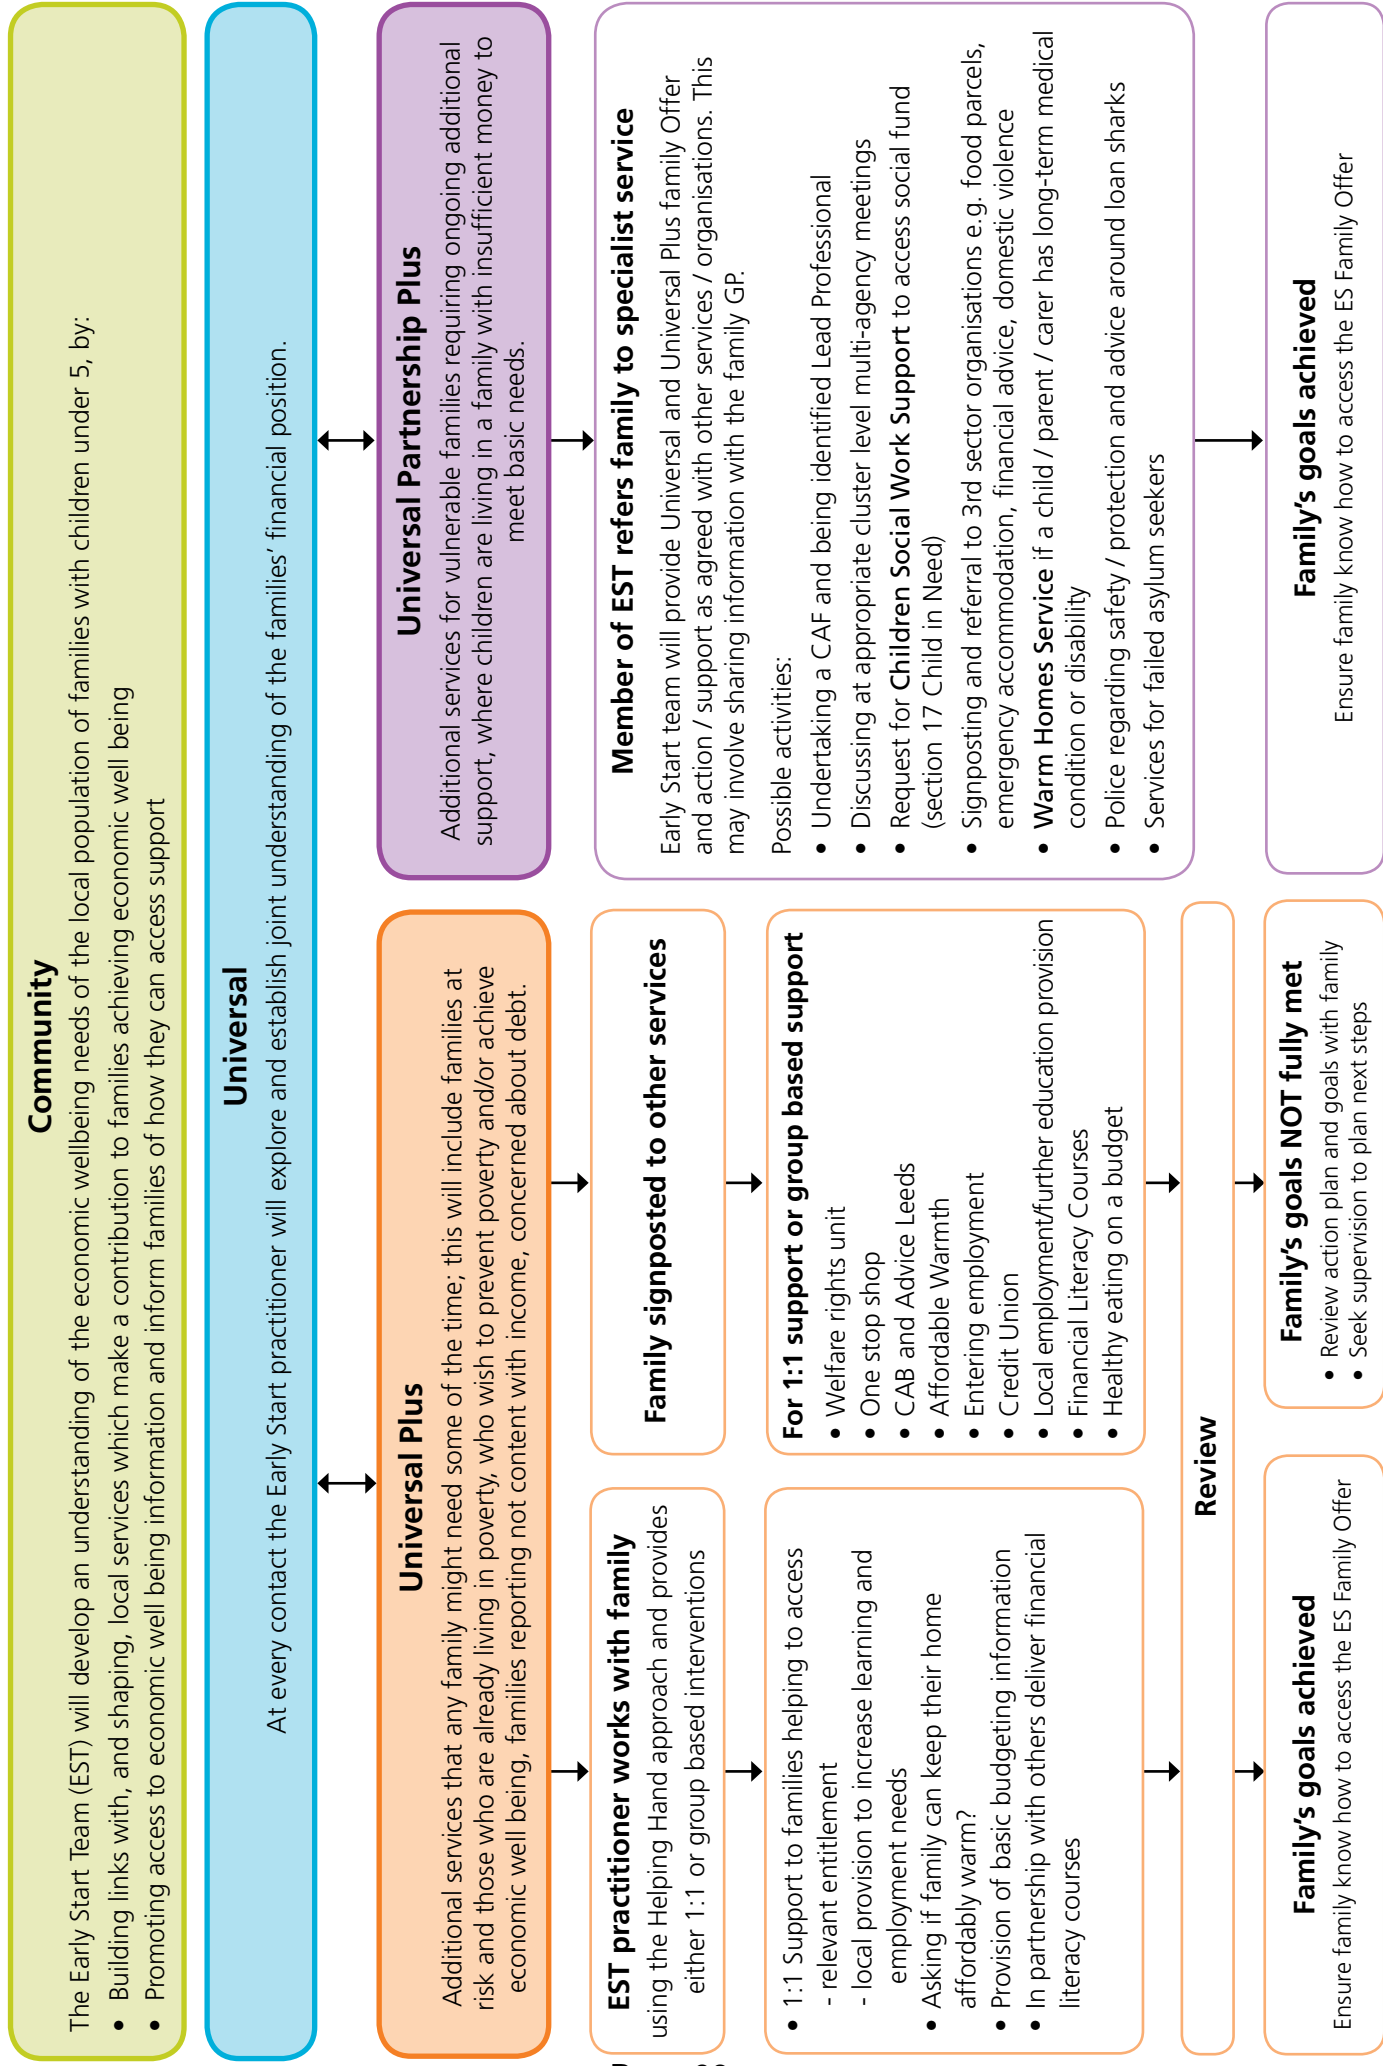 Community
The Early Start Team (EST) will develop an understanding of the economic wellbeing needs of the local population of families with children under 5, by:
• Building links with, and shaping, local services which make a contribution to families achieving economic well being
• Promoting access to economic well being information and inform families of how they can access support
Universal
At every contact the Early Start practitioner will explore and establish joint understanding of the families’ financial position.
Universal Plus
Additional services that any family might need some of the time; this will include families at
risk and those who are already living in poverty, who wish to prevent poverty and/or achieve
economic well being, families reporting not content with income, concerned about debt.
Universal Partnership Plus
Additional services for vulnerable families requiring ongoing additional
support, where children are living in a family with insufficient money to
meet basic needs.
EST practitioner works with family
using the Helping Hand approach and provides
either 1:1 or group based interventions
Family signposted to other services
Member of EST refers family to specialist service
Early Start team will provide Universal and Universal Plus family Offer
and action / support as agreed with other services / organisations. This
may involve sharing information with the family GP.
Possible activities:
• Undertaking a CAF and being identified Lead Professional
• Discussing at appropriate cluster level multi-agency meetings
• Request for Children Social Work Support to access social fund
(section 17 Child in Need)
• Signposting and referral to 3rd sector organisations e.g. food parcels,
emergency accommodation, financial advice, domestic violence
• Warm Homes Service if a child / parent / carer has long-term medical
condition or disability
• Police regarding safety / protection and advice around loan sharks
• Services for failed asylum seekers
• 1:1 Support to families helping to access
- relevant entitlement
- local provision to increase learning and
employment needs
• Asking if family can keep their home
affordably warm?
• Provision of basic budgeting information
• In partnership with others deliver financial
literacy courses
For 1:1 support or group based support
• Welfare rights unit
• One stop shop
• CAB and Advice Leeds
• Affordable Warmth
• Entering employment
• Credit Union
• Local employment/further education provision
• Financial Literacy Courses
• Healthy eating on a budget
Review
Family’s goals achieved
Ensure family know how to access the ES Family Offer
Family’s goals NOT fully met
• Review action plan and goals with family
• Seek supervision to plan next steps
Family’s goals achieved
Ensure family know how to access the ES Family Offer